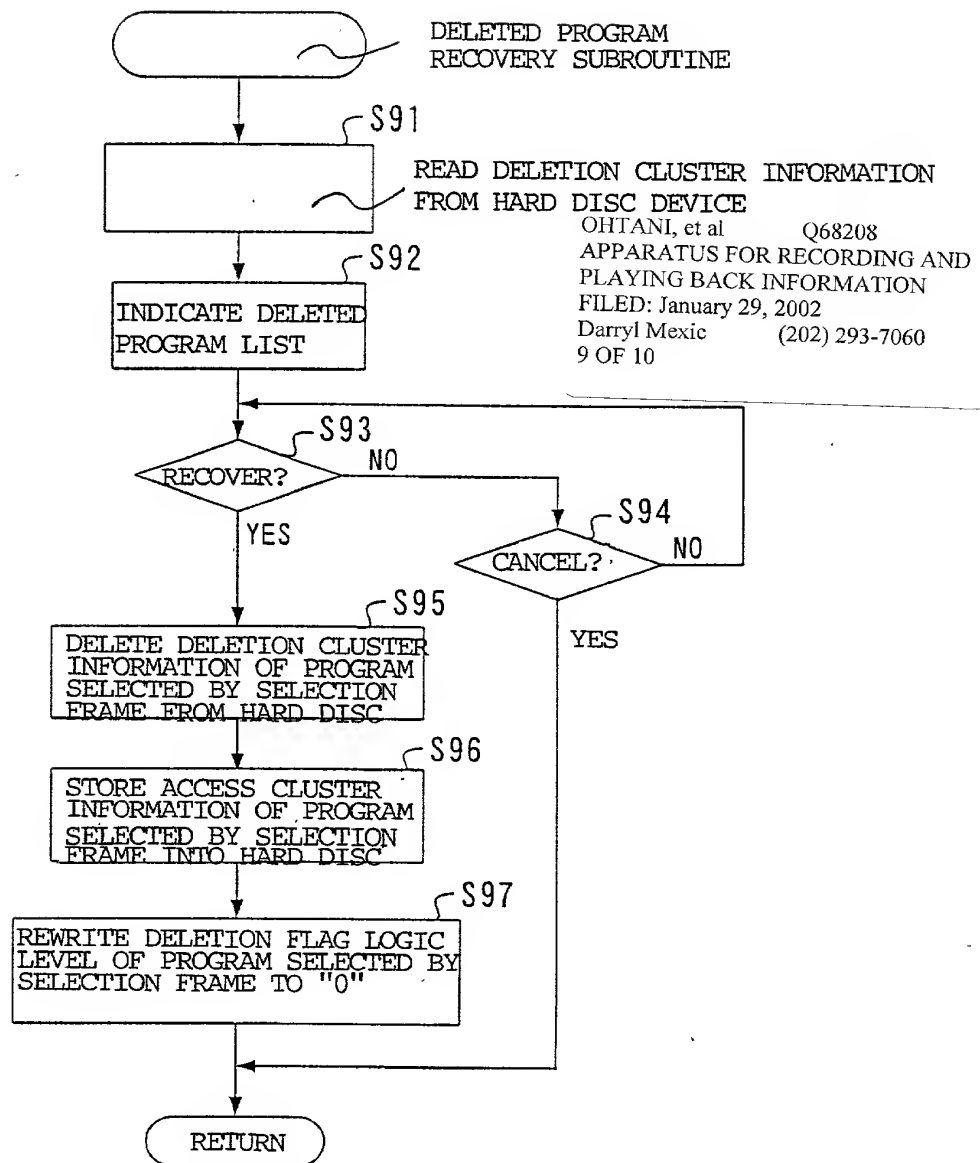 DELETED PROGRAM
RECOVERY SUBROUTINE
S91
READ DELETION CLUSTER INFORMATION
FROM HARD DISC DEVICE
OHTANI, et al Q68208
APPARATUS FOR RECORDING AND
PLAYING BACK INFORMATION
FILED: January 29, 2002
Darryl Mexic (202) 293-7060
9 OF 10
S92
INDICATE DELETED
PROGRAM LIST
S93
RECOVER?
NO
YES
S94
CANCEL?
NO
YES
S95
DELETE DELETION CLUSTER
INFORMATION OF PROGRAM
SELECTED BY SELECTION
FRAME FROM HARD DISC
S96
STORE ACCESS CLUSTER
INFORMATION OF PROGRAM
SELECTED BY SELECTION
FRAME INTO HARD DISC
S97
REWRITE DELETION FLAG LOGIC
LEVEL OF PROGRAM SELECTED BY
SELECTION FRAME TO "0"
RETURN